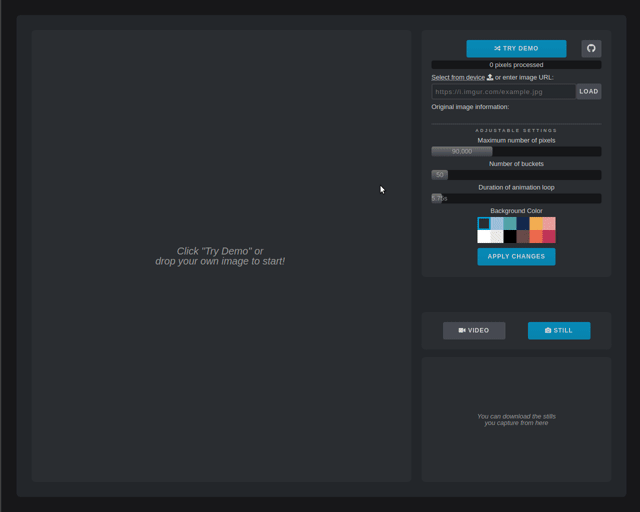 TRY DEMO
0 pixels processed
Select from device or enter image URL:
https://i.imgur.com/example.jpg
LOAD
Original image information:
ADJUSTABLE SETTINGS
Maximum number of pixels
90,000
Number of buckets
50
Duration of animation loop
Background Color
APPLY CHANGES
Click "Try Demo" or
drop your own image to start!
VIDEO
STILL
You can download the stills
you capture from here